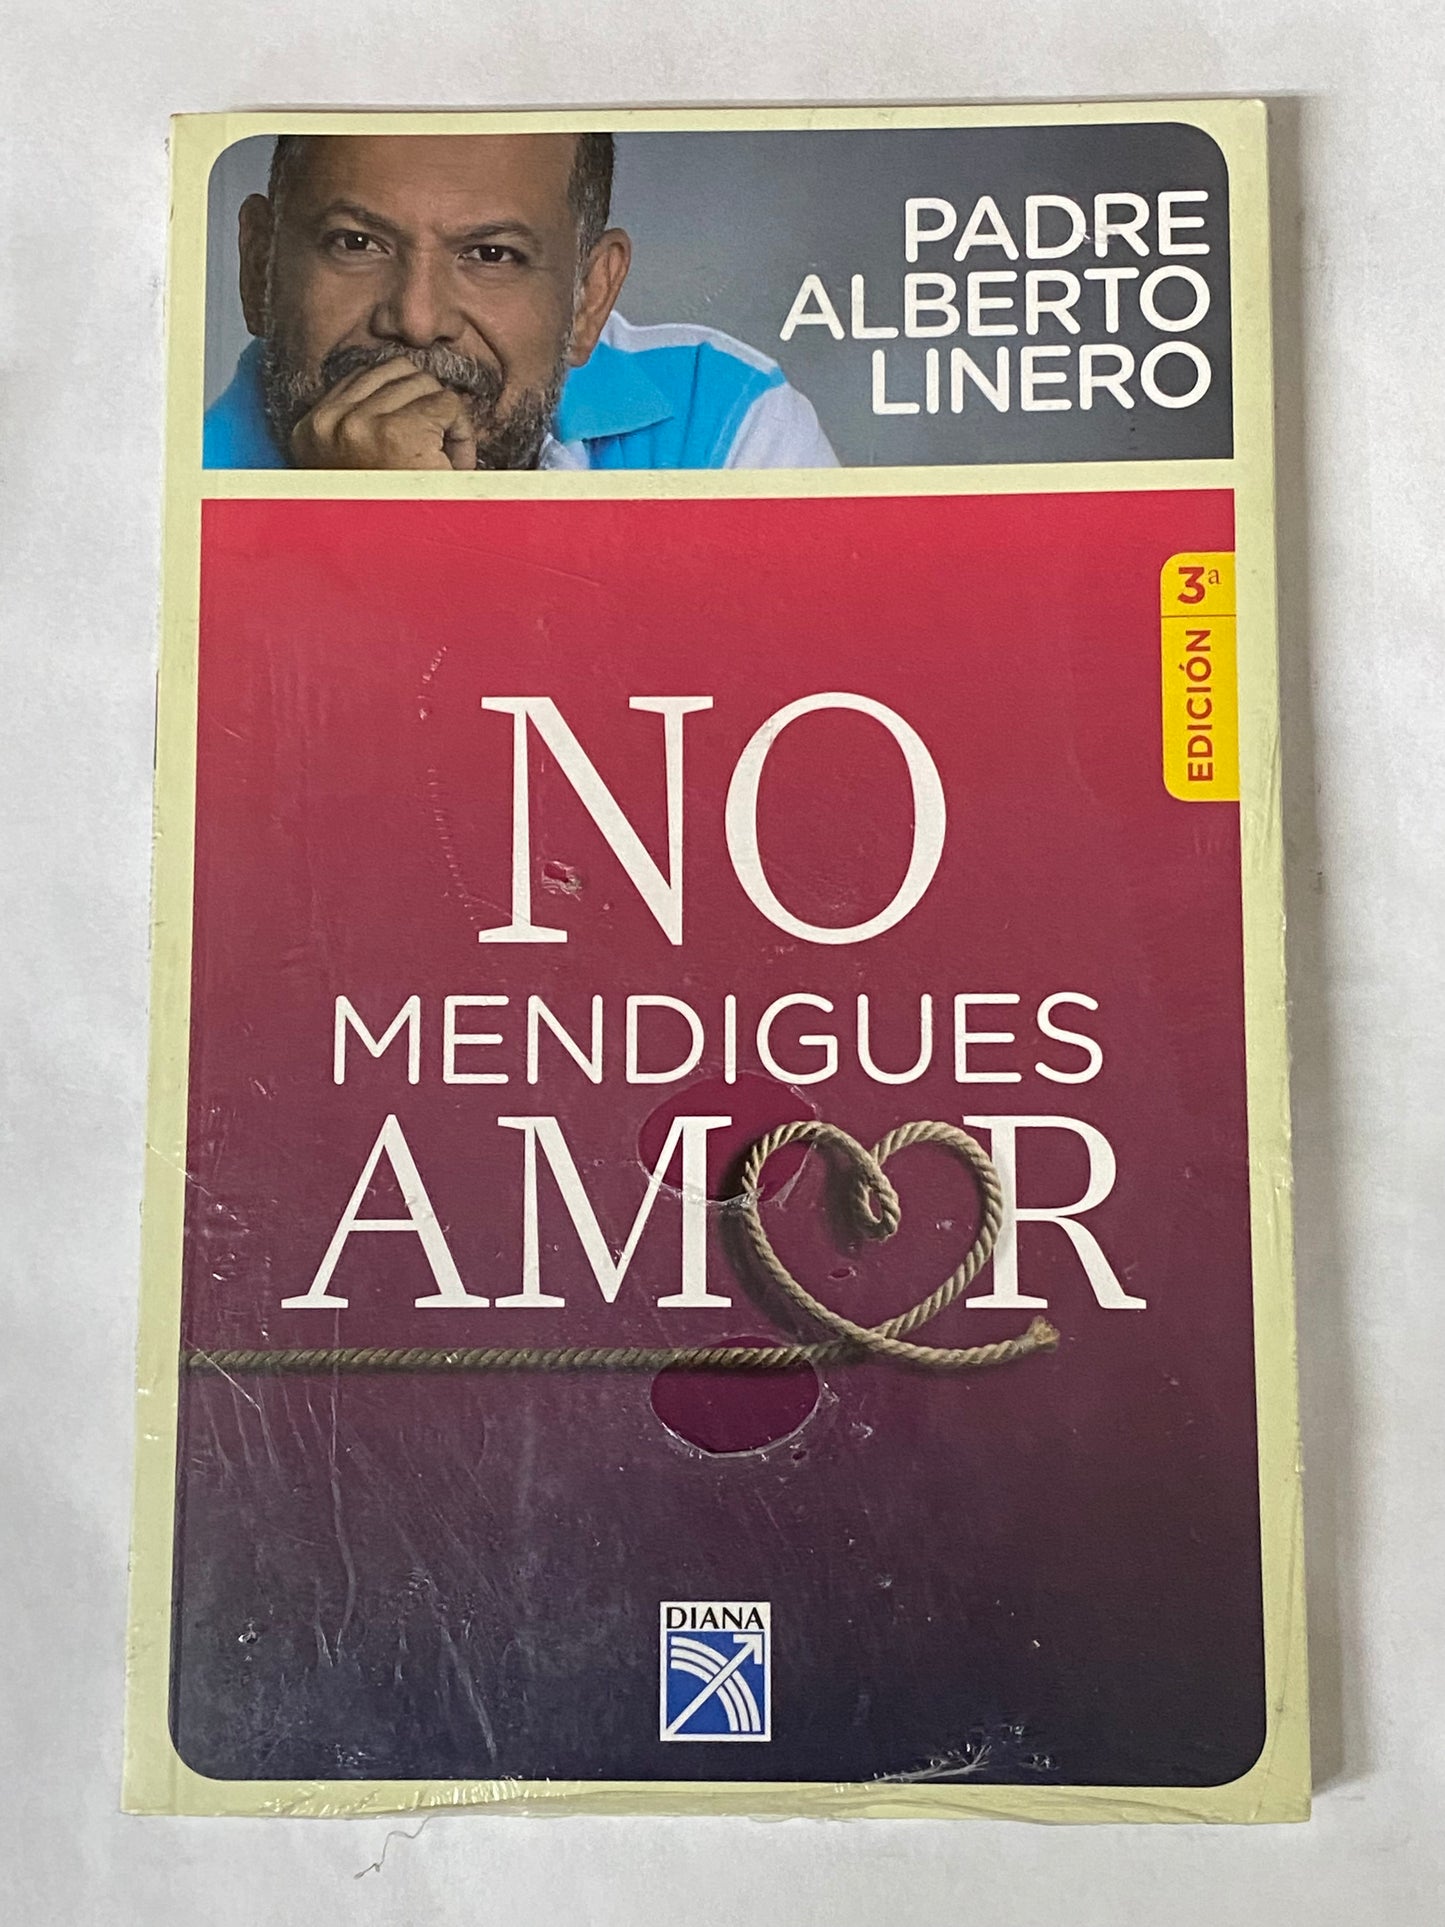 PADRE
ALBERTO
LINERO
3ª
EDICIÓN
NO
MENDIGUES
AMOR
DIANA